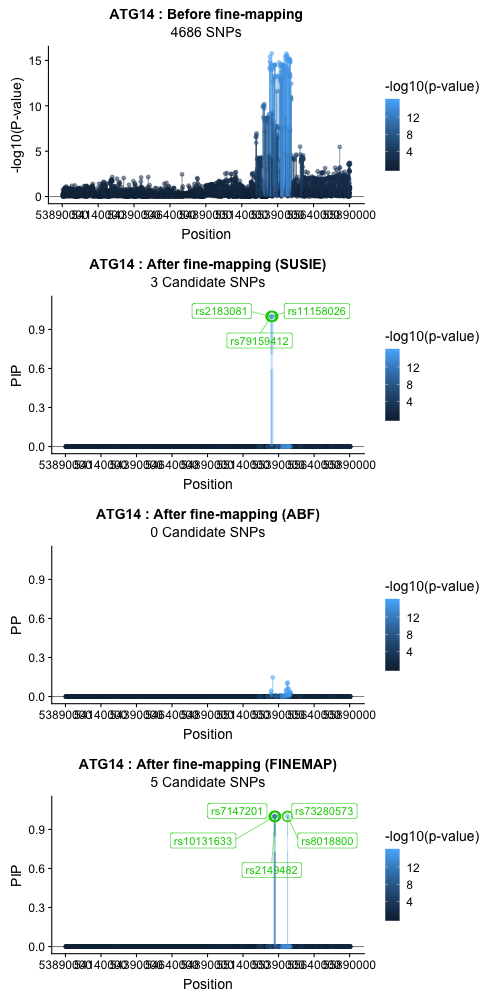 ATG14 : Before fine-mapping
4686 SNPs
-log10(P-value)
15
10
5
0
Position
-log10(p-value)
12
8
4
ATG14 : After fine-mapping (SUSIE)
3 Candidate SNPs
PIP
0.9
0.6
0.3
0.0
rs2183081
rs11158026
rs79159412
Position
-log10(p-value)
12
8
4
ATG14 : After fine-mapping (ABF)
0 Candidate SNPs
PP
0.9
0.6
0.3
0.0
Position
-log10(p-value)
12
8
4
ATG14 : After fine-mapping (FINEMAP)
5 Candidate SNPs
PIP
0.9
0.6
0.3
0.0
rs7147201
rs73280573
rs10131633
rs8018800
rs2149482
Position
-log10(p-value)
12
8
4